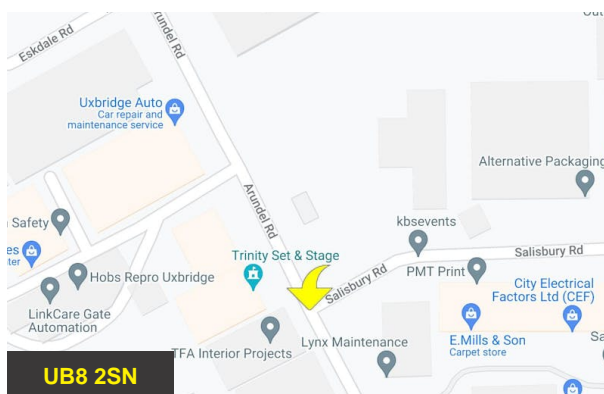 Eskdale Rd
Arundel Rd
Uxbridge Auto
Car repair and
maintenance service
Alternative Packaging
Arundel Rd
Safety
kbsevents
Trinity Set & Stage
Salisbury Rd
Hobs Repro Uxbridge
Salisbury Rd
PMT Print
City Electrical
Factors Ltd (CEF)
LinkCare Gate
Automation
E.Mills & Son
Carpet store
TFA Interior Projects
Lynx Maintenance
UB8 2SN